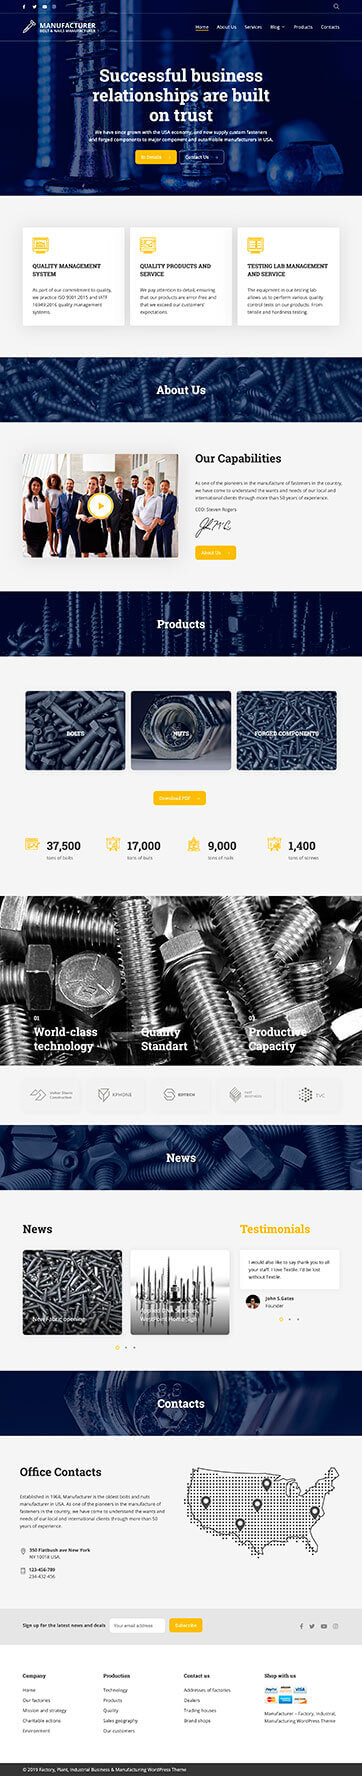 MANUFACTURER
BOLT & NAILS MANUFACTURER
Home About Us Services Blog Products Contacts
Successful business
relationships are built
on trust
We have since grown with the USA economy, and now supply custom fasteners
and forged components to major component and automobile manufacturers in USA.
Contact Us
QUALITY MANAGEMENT
SYSTEM
As part of our commitment to quality,
we practice ISO 9001:2015 and IATF
16949:2016 quality management
systems.
QUALITY PRODUCTS AND
SERVICE
We pay attention to detail, ensuring
that our products are error-free and
that we exceed our customers'
expectations.
TESTING LAB MANAGEMENT
AND SERVICE
The equipment in our testing lab
allows us to perform various quality
control tests on our products. From
tensile and hardness testing.
About Us
Our Capabilities
As one of the pioneers in the manufacture of fasteners in the country,
we have come to understand the wants and needs of our local and
international clients through more than 50 years of experience.
CEO: Steven Rogers
About Us
Products
BOLTS
NUTS
FORGED COMPONENTS
Download PDF
37,500
tons of bolts
17,000
tons of nuts
9,000
tons of nails
1,400
tons of screws
01
World-class
technology
Quality
Standart
Productive
Capacity
XPHONE
EDTECH
TVC
News
News
New Fabric opening
Applied DNA Sciences,
WestPoint Home Sign
Testimonials
I would also like to say thank you to all
your staff. I love Textile. I'd be lost
without Textile.
John S.Gates
Founder
Contacts
Office Contacts
Established in 1968, Manufacturer is the oldest bolts and nuts
manufacturer in USA. As one of the pioneers in the manufacture of
fasteners in the country, we have come to understand the wants and
needs of our local and international clients through more than 50
years of experience.
350 Flatbush ave New York
NY 10018 USA
123-456-789
234-432-456
Sign up for the latest news and deals Your email address Subscribe
Company
Home
Our factories
Mission and strategy
Charitable actions
Environment
Production
Technology
Products
Quality
Sales geography
Our customers
Contact us
Addresses of factories
Dealers
Trading houses
Brand shops
Shop with us
PayPal VISA
Manufacturer – Factory, Industrial,
Manufacturing WordPress Theme
© 2019 Factory, Plant, Industrial Business & Manufacturing WordPress Theme